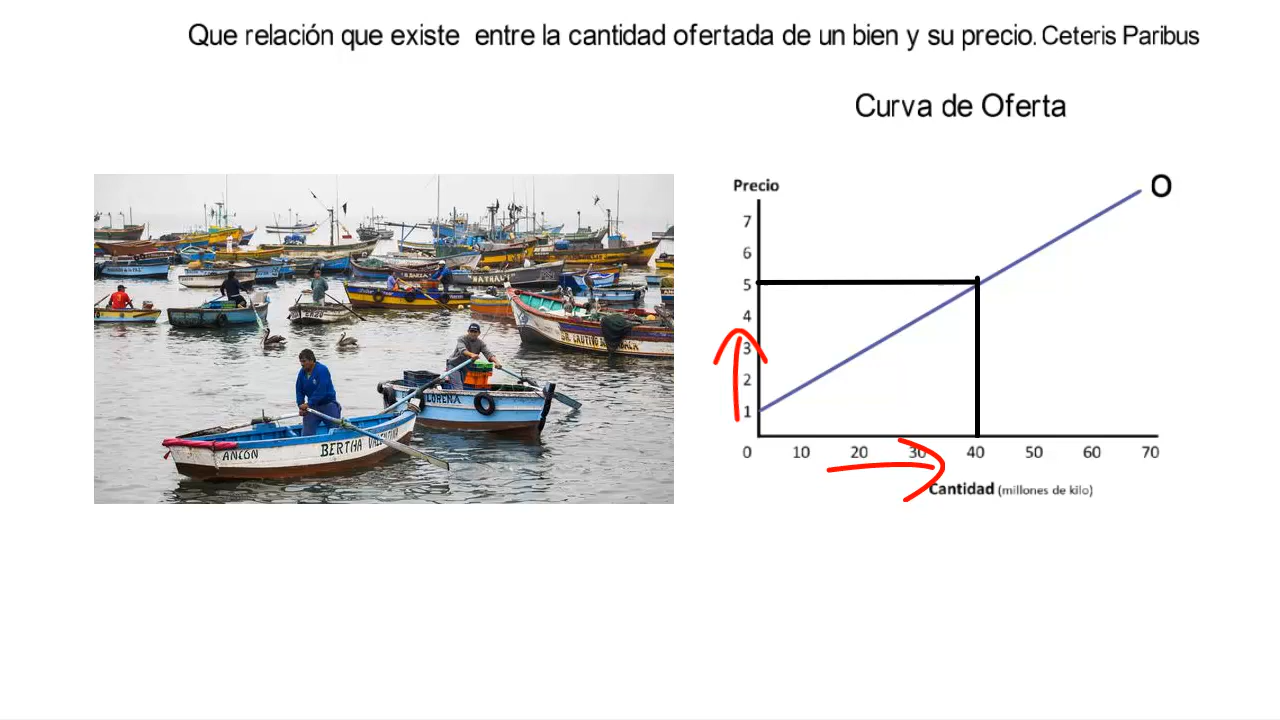 Que relación que existe entre la cantidad ofertada de un bien y su precio. Ceteris Paribus
Curva de Oferta
Precio
O
7
6
5
4
3
2
1
0 10 20 30 40 50 60 70
Cantidad (millones de kilo)
LORENA
ANCON
BERTHA VALENTINA